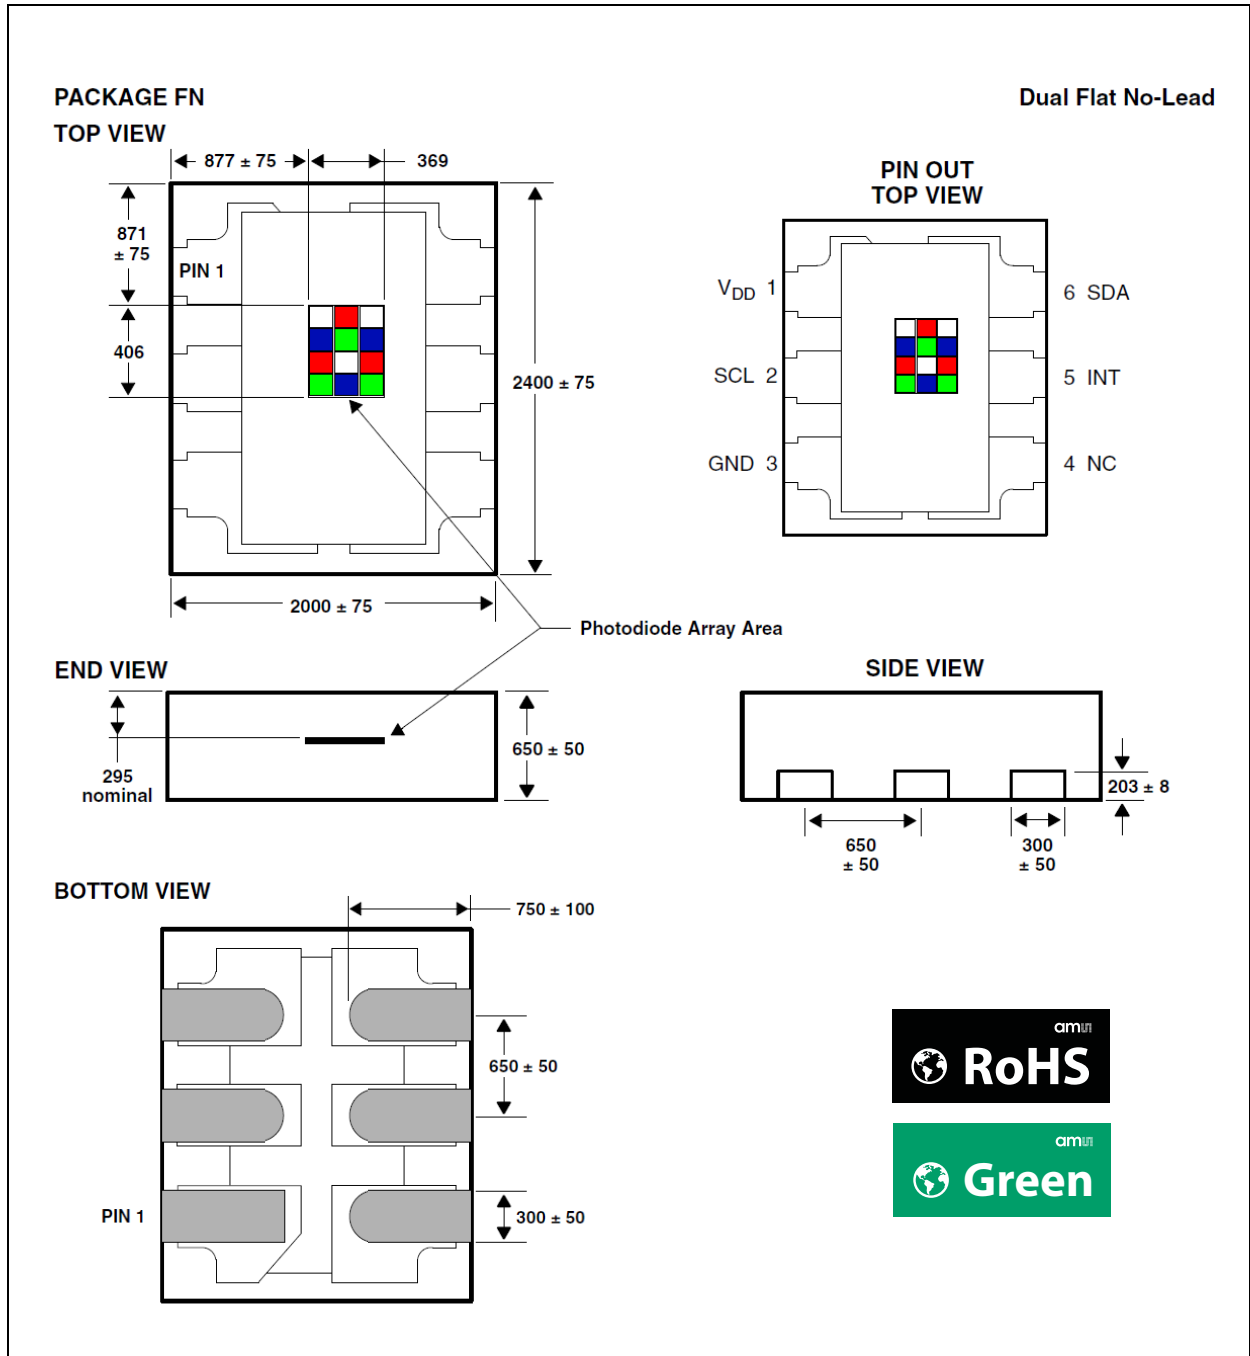 PACKAGE FN
Dual Flat No-Lead
TOP VIEW
877 ± 75
369
PIN OUT
TOP VIEW
871
± 75
PIN 1
406
2400 ± 75
2000 ± 75
VDD 1
6 SDA
SCL 2
5 INT
GND 3
4 NC
Photodiode Array Area
END VIEW
SIDE VIEW
295
nominal
650 ± 50
203 ± 8
650
± 50
300
± 50
BOTTOM VIEW
750 ± 100
650 ± 50
PIN 1
300 ± 50
am
RoHS
am
Green